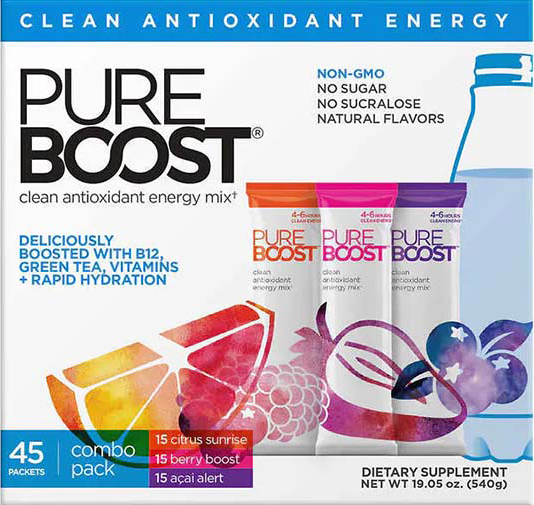 CLEAN ANTIOXIDANT ENERGY
PURE
BOOST®
clean antioxidant energy mix†
NON-GMO
NO SUGAR
NO SUCRALOSE
NATURAL FLAVORS
DELICIOUSLY
BOOSTED WITH B12,
GREEN TEA, VITAMINS
+ RAPID HYDRATION
4-6 HOURS
CLEAN ENERGY
PURE
BOOST
clean
antioxidant
energy mix
4-6 HOURS
CLEAN ENERGY
PURE
BOOST
clean
antioxidant
energy mix
4-6 HOURS
CLEAN ENERGY
PURE
BOOST
clean
antioxidant
energy mix
45
PACKETS
combo
pack
15 citrus sunrise
15 berry boost
15 açai alert
DIETARY SUPPLEMENT
NET WT 19.05 oz. (540g)